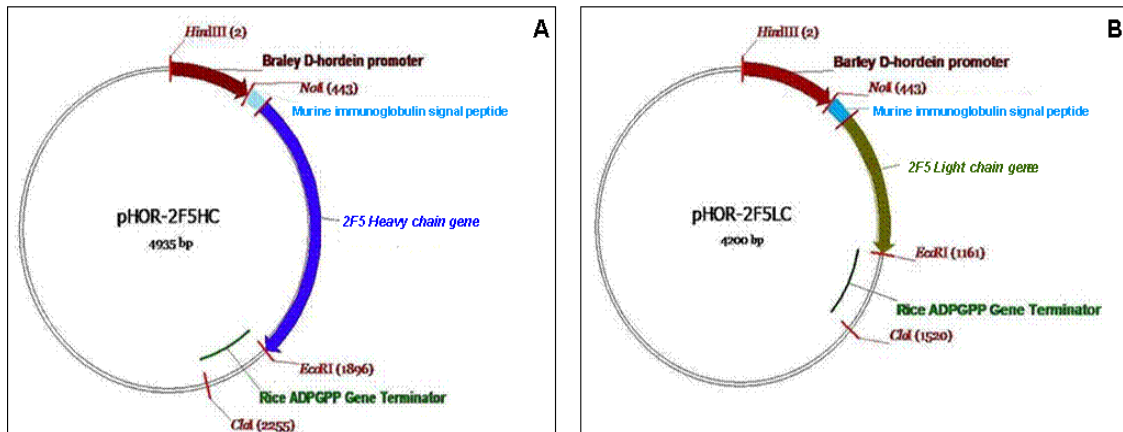 A
HindIII (2)
Braley D-hordein promoter
NotI (443)
Murine immunoglobulin signal peptide
pHOR-2F5HC
4935 bp
2F5 Heavy chain gene
EcoRI (1896)
Rice ADPGPP Gene Terminator
ClaI (2255)
B
HindIII (2)
Barley D-hordein promoter
NotI (443)
Murine immunoglobulin signal peptide
2F5 Light chain gene
pHOR-2F5LC
4200 bp
EcoRI (1161)
Rice ADPGPP Gene Terminator
ClaI (1520)